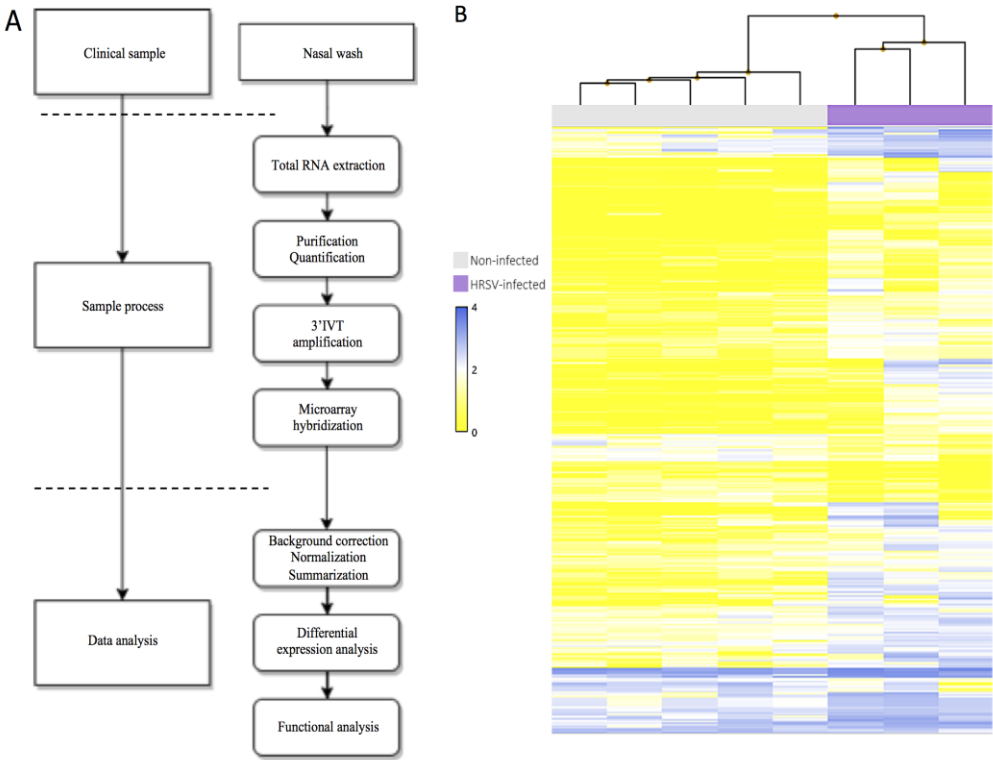 A
Clinical sample
Nasal wash
Total RNA extraction
Purification
Quantification
Sample process
3'IVT
amplification
Microarray
hybridization
Background correction
Normalization
Summarization
Data analysis
Differential
expression analysis
Functional analysis
B
Non-infected
HRSV-infected
4
2
0